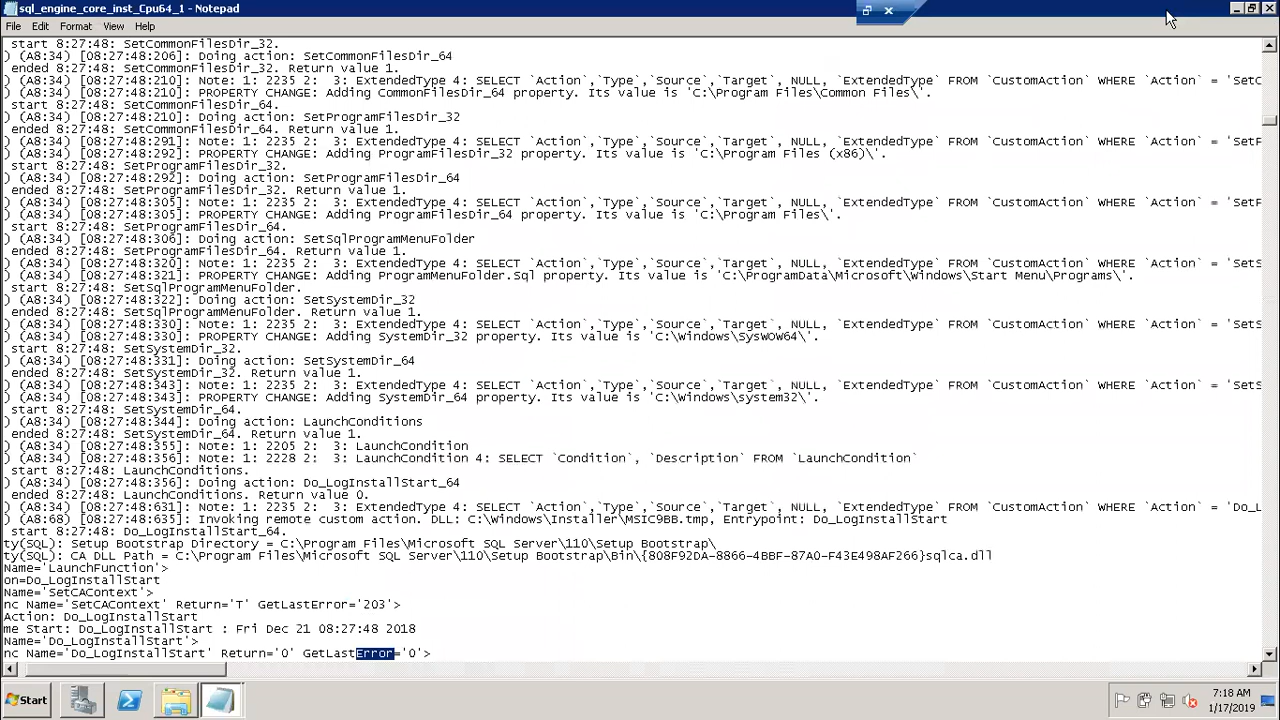 sql_engine_core_inst_Cpu64_1 - Notepad
File Edit Format View Help
start 8:27:48: SetCommonFilesDir_32.
) (A8:34) [08:27:48:206]: Doing action: SetCommonFilesDir_64
ended 8:27:48: SetCommonFilesDir_32. Return value 1.
) (A8:34) [08:27:48:210]: Note: 1: 2235 2:  3: ExtendedType 4: SELECT `Action`,`Type`,`Source`,`Target`, NULL, `ExtendedType` FROM `CustomAction` WHERE `Action` = 'SetC
) (A8:34) [08:27:48:210]: PROPERTY CHANGE: Adding CommonFilesDir_64 property. Its value is 'C:\Program Files\Common Files\'.
start 8:27:48: SetCommonFilesDir_64.
) (A8:34) [08:27:48:210]: Doing action: SetProgramFilesDir_32
ended 8:27:48: SetCommonFilesDir_64. Return value 1.
) (A8:34) [08:27:48:291]: Note: 1: 2235 2:  3: ExtendedType 4: SELECT `Action`,`Type`,`Source`,`Target`, NULL, `ExtendedType` FROM `CustomAction` WHERE `Action` = 'SetP
) (A8:34) [08:27:48:292]: PROPERTY CHANGE: Adding ProgramFilesDir_32 property. Its value is 'C:\Program Files (x86)\'.
start 8:27:48: SetProgramFilesDir_32.
) (A8:34) [08:27:48:292]: Doing action: SetProgramFilesDir_64
ended 8:27:48: SetProgramFilesDir_32. Return value 1.
) (A8:34) [08:27:48:305]: Note: 1: 2235 2:  3: ExtendedType 4: SELECT `Action`,`Type`,`Source`,`Target`, NULL, `ExtendedType` FROM `CustomAction` WHERE `Action` = 'SetP
) (A8:34) [08:27:48:305]: PROPERTY CHANGE: Adding ProgramFilesDir_64 property. Its value is 'C:\Program Files\'.
start 8:27:48: SetProgramFilesDir_64.
) (A8:34) [08:27:48:306]: Doing action: SetSqlProgramMenuFolder
ended 8:27:48: SetProgramFilesDir_64. Return value 1.
) (A8:34) [08:27:48:320]: Note: 1: 2235 2:  3: ExtendedType 4: SELECT `Action`,`Type`,`Source`,`Target`, NULL, `ExtendedType` FROM `CustomAction` WHERE `Action` = 'SetS
) (A8:34) [08:27:48:321]: PROPERTY CHANGE: Adding ProgramMenuFolder.Sql property. Its value is 'C:\ProgramData\Microsoft\Windows\Start Menu\Programs\'.
start 8:27:48: SetSqlProgramMenuFolder.
) (A8:34) [08:27:48:322]: Doing action: SetSystemDir_32
ended 8:27:48: SetSqlProgramMenuFolder. Return value 1.
) (A8:34) [08:27:48:330]: Note: 1: 2235 2:  3: ExtendedType 4: SELECT `Action`,`Type`,`Source`,`Target`, NULL, `ExtendedType` FROM `CustomAction` WHERE `Action` = 'SetS
) (A8:34) [08:27:48:330]: PROPERTY CHANGE: Adding SystemDir_32 property. Its value is 'C:\Windows\SysWOW64\'.
start 8:27:48: SetSystemDir_32.
) (A8:34) [08:27:48:331]: Doing action: SetSystemDir_64
ended 8:27:48: SetSystemDir_32. Return value 1.
) (A8:34) [08:27:48:343]: Note: 1: 2235 2:  3: ExtendedType 4: SELECT `Action`,`Type`,`Source`,`Target`, NULL, `ExtendedType` FROM `CustomAction` WHERE `Action` = 'SetS
) (A8:34) [08:27:48:343]: PROPERTY CHANGE: Adding SystemDir_64 property. Its value is 'C:\Windows\system32\'.
start 8:27:48: SetSystemDir_64.
) (A8:34) [08:27:48:344]: Doing action: LaunchConditions
ended 8:27:48: SetSystemDir_64. Return value 1.
) (A8:34) [08:27:48:355]: Note: 1: 2205 2:  3: LaunchCondition
) (A8:34) [08:27:48:356]: Note: 1: 2228 2:  3: LaunchCondition 4: SELECT `Condition`, `Description` FROM `LaunchCondition`
start 8:27:48: LaunchConditions.
) (A8:34) [08:27:48:356]: Doing action: Do_LogInstallStart_64
ended 8:27:48: LaunchConditions. Return value 0.
) (A8:34) [08:27:48:631]: Note: 1: 2235 2:  3: ExtendedType 4: SELECT `Action`,`Type`,`Source`,`Target`, NULL, `ExtendedType` FROM `CustomAction` WHERE `Action` = 'Do_L
) (A8:68) [08:27:48:635]: Invoking remote custom action. DLL: C:\Windows\Installer\MSIC9BB.tmp, Entrypoint: Do_LogInstallStart
start 8:27:48: Do_LogInstallStart_64.
ty(SQL): Setup Bootstrap Directory = C:\Program Files\Microsoft SQL Server\110\Setup Bootstrap\
ty(SQL): CA DLL Path = C:\Program Files\Microsoft SQL Server\110\Setup Bootstrap\Bin\{808F92DA-8866-4BBF-87A0-F43E498AF266}sqlca.dll
Name='LaunchFunction'>
on=Do_LogInstallStart
Name='SetCAContext'>
nc Name='SetCAContext' Return='T' GetLastError='203'>
Action: Do_LogInstallStart
me Start: Do_LogInstallStart : Fri Dec 21 08:27:48 2018
Name='Do_LogInstallStart'>
nc Name='Do_LogInstallStart' Return='0' GetLastError='0'>
Start
7:18 AM
1/17/2019